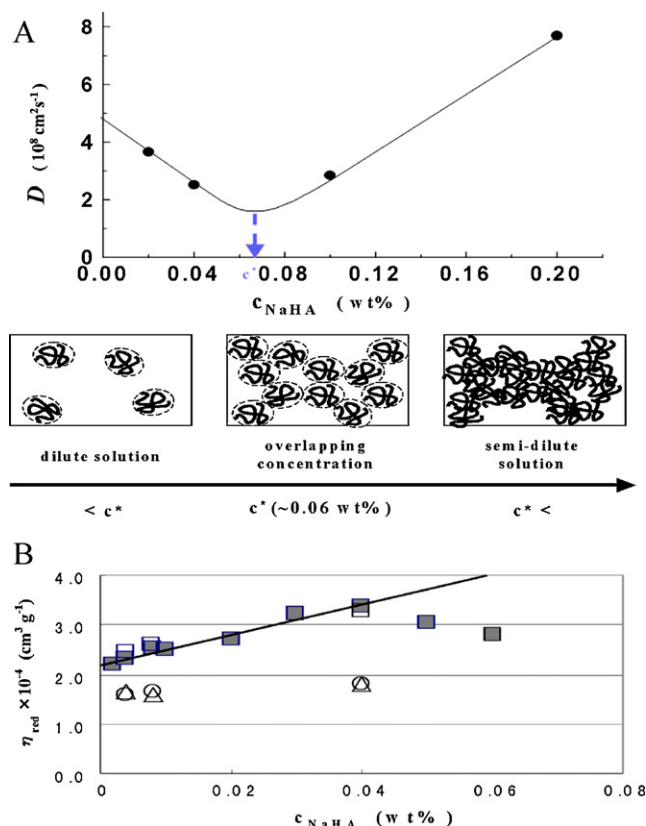 A
D (10⁸ cm²s⁻¹)
8
6
4
2
0
0.00 0.04 0.08 0.12 0.16 0.20
c*
c NaHA (wt%)
dilute solution
overlapping concentration
semi-dilute solution
< c*
c* (~0.06 wt%)
c* <
B
η red ×10⁻⁴ (cm³ g⁻¹)
4.0
3.0
2.0
1.0
0.0
0 0.02 0.04 0.06 0.08
c NaHA (wt%)